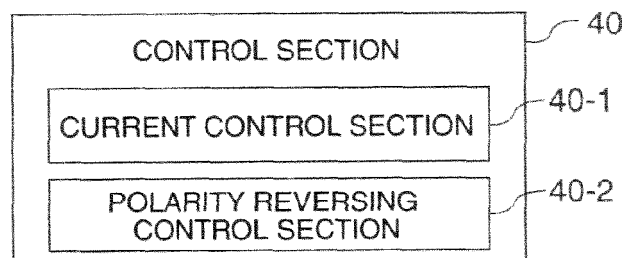 CONTROL SECTION
40
CURRENT CONTROL SECTION
40-1
POLARITY REVERSING
CONTROL SECTION
40-2